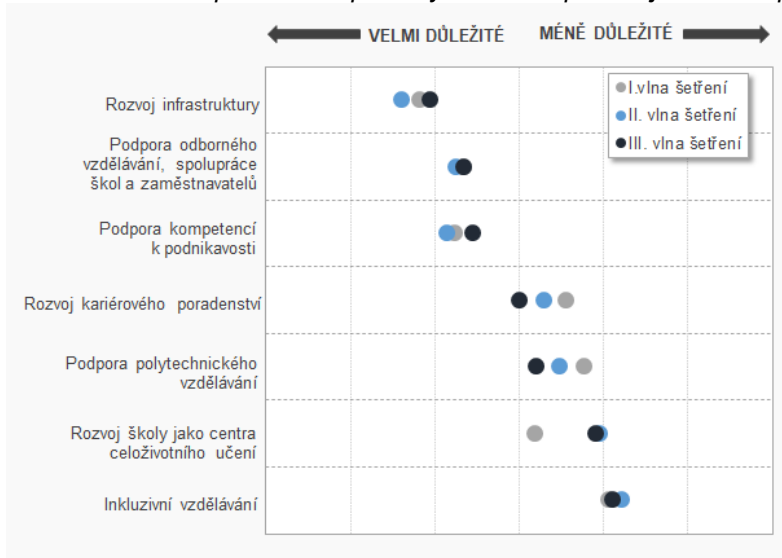 VELMI DŮLEŽITÉ MÉNĚ DŮLEŽITÉ
I.vlna šetření
II. vlna šetření
III. vlna šetření
Rozvoj infrastruktury
Podpora odborného
vzdělávání, spolupráce
škol a zaměstnavatelů
Podpora kompetencí
k podnikavosti
Rozvoj kariérového poradenství
Podpora polytechnického
vzdělávání
Rozvoj školy jako centra
celoživotního učení
Inkluzivní vzdělávání